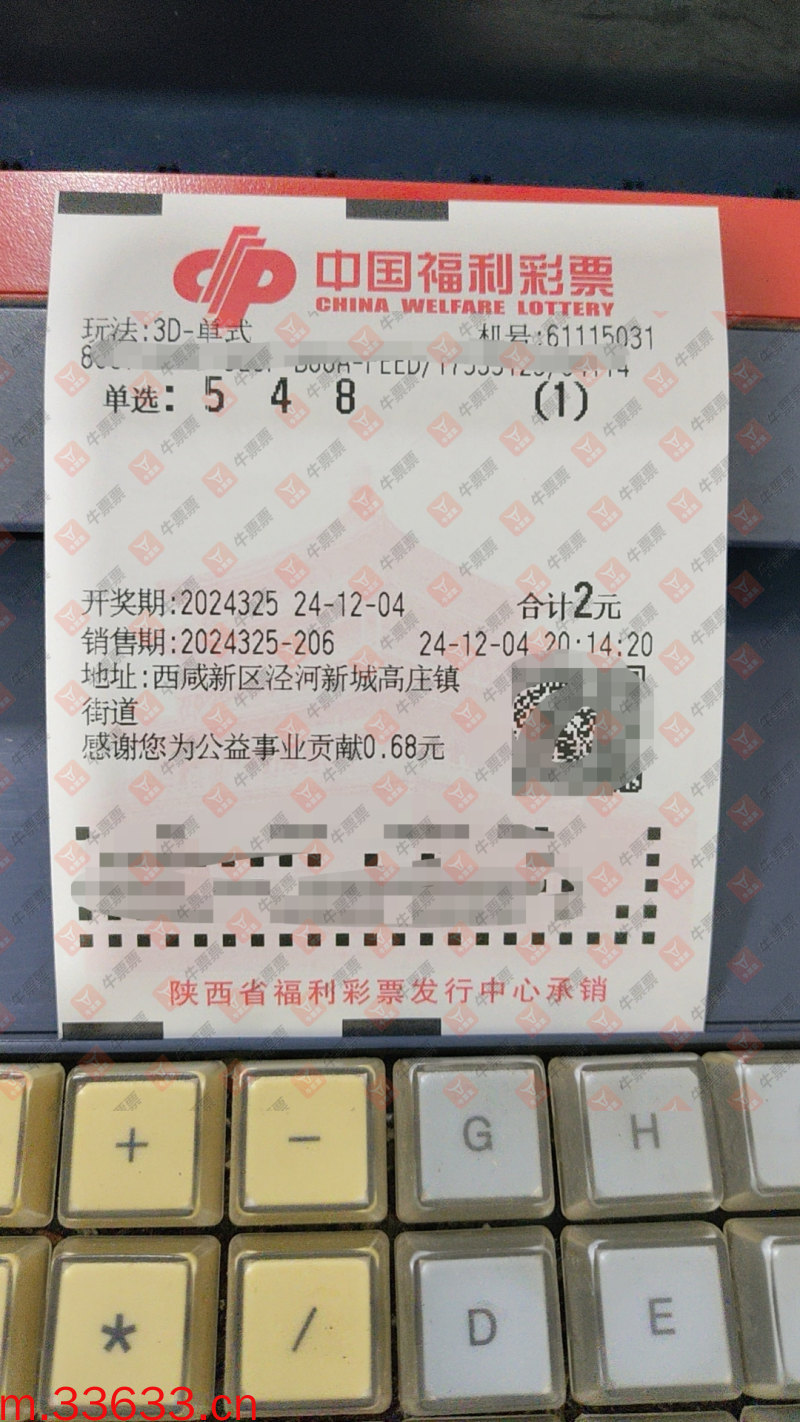 中国福利彩票
CHINA WELFARE LOTTERY
玩法:3D-单式 机号:61115031
单选: 5 4 8 (1)
开奖期:2024325 24-12-04 合计2元
销售期:2024325-206 24-12-04 20:14:20
地址:西咸新区泾河新城高庄镇
街道
感谢您为公益事业贡献0.68元
陕西省福利彩票发行中心承销
牛票票
+ − G H
* / D E
m.33633.cn